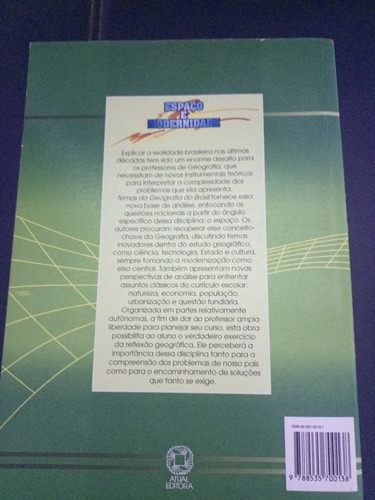 ESPAÇO
E
MODERNIDADE
Explicar a realidade brasileira nas últimas
décadas tem sido um enorme desafio para
os professores de Geografia, que
necessitam de novos instrumentais teóricos
para interpretar a complexidade dos
problemas que ela apresenta.
Temas da Geografia do Brasil fornece essa
nova base de análise, enfocando as
questões nacionais a partir do ângulo
específico dessa disciplina: o espaço. Os
autores procuram recuperar esse conceito-
chave da Geografia, discutindo temas
inovadores dentro do estudo geográfico,
como ciência, tecnologia, Estado e cultura,
sempre tomando a modernização como
eixo central. Também apresentam novas
perspectivas de análise para enfrentar
assuntos clássicos do currículo escolar:
natureza, economia, população,
urbanização e questão fundiária.
Organizada em partes relativamente
autônomas, a fim de dar ao professor ampla
liberdade para planejar seu curso, esta obra
possibilita ao aluno o verdadeiro exercício
da reflexão geográfica. Ele perceberá a
importância dessa disciplina tanto para a
compreensão dos problemas de nosso país
como para o encaminhamento de soluções
que tanto se exige.
ATUAL
EDITORA
9 788535 700138